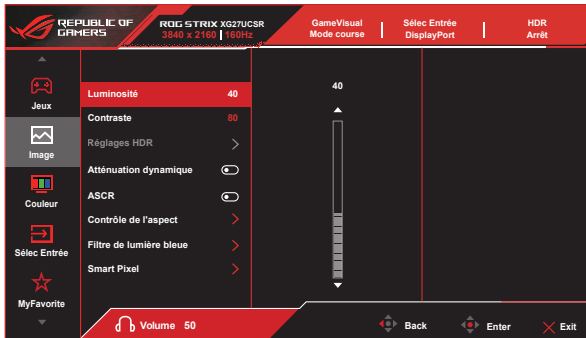 REPUBLIC OF
GAMERS
ROG STRIX XG27UCSR
3840 x 2160 160Hz
GameVisual
Mode course
Sélec Entrée
DisplayPort
HDR
Arrêt
Jeux
Image
Couleur
Sélec Entrée
MyFavorite
Luminosité 40
Contraste 80
Réglages HDR
Atténuation dynamique
ASCR
Contrôle de l'aspect
Filtre de lumière bleue
Smart Pixel
40
Volume 50
Back
Enter
Exit